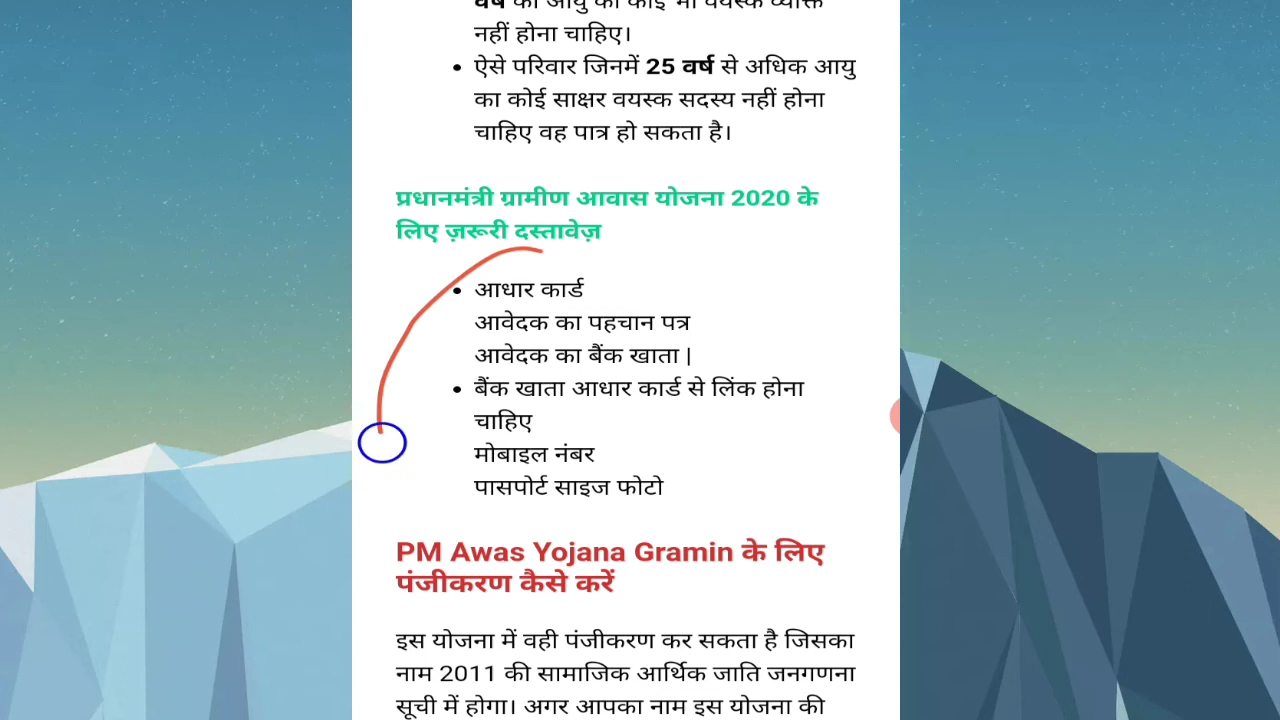 नहीं होना चाहिए।
ऐसे परिवार जिनमें 25 वर्ष से अधिक आयु
का कोई साक्षर वयस्क सदस्य नहीं होना
चाहिए वह पात्र हो सकता है।
प्रधानमंत्री ग्रामीण आवास योजना 2020 के
लिए ज़रूरी दस्तावेज़
आधार कार्ड
आवेदक का पहचान पत्र
आवेदक का बैंक खाता |
बैंक खाता आधार कार्ड से लिंक होना
चाहिए
मोबाइल नंबर
पासपोर्ट साइज फोटो
PM Awas Yojana Gramin के लिए
पंजीकरण कैसे करें
इस योजना में वही पंजीकरण कर सकता है जिसका
नाम 2011 की सामाजिक आर्थिक जाति जनगणना
सूची में होगा। अगर आपका नाम इस योजना की